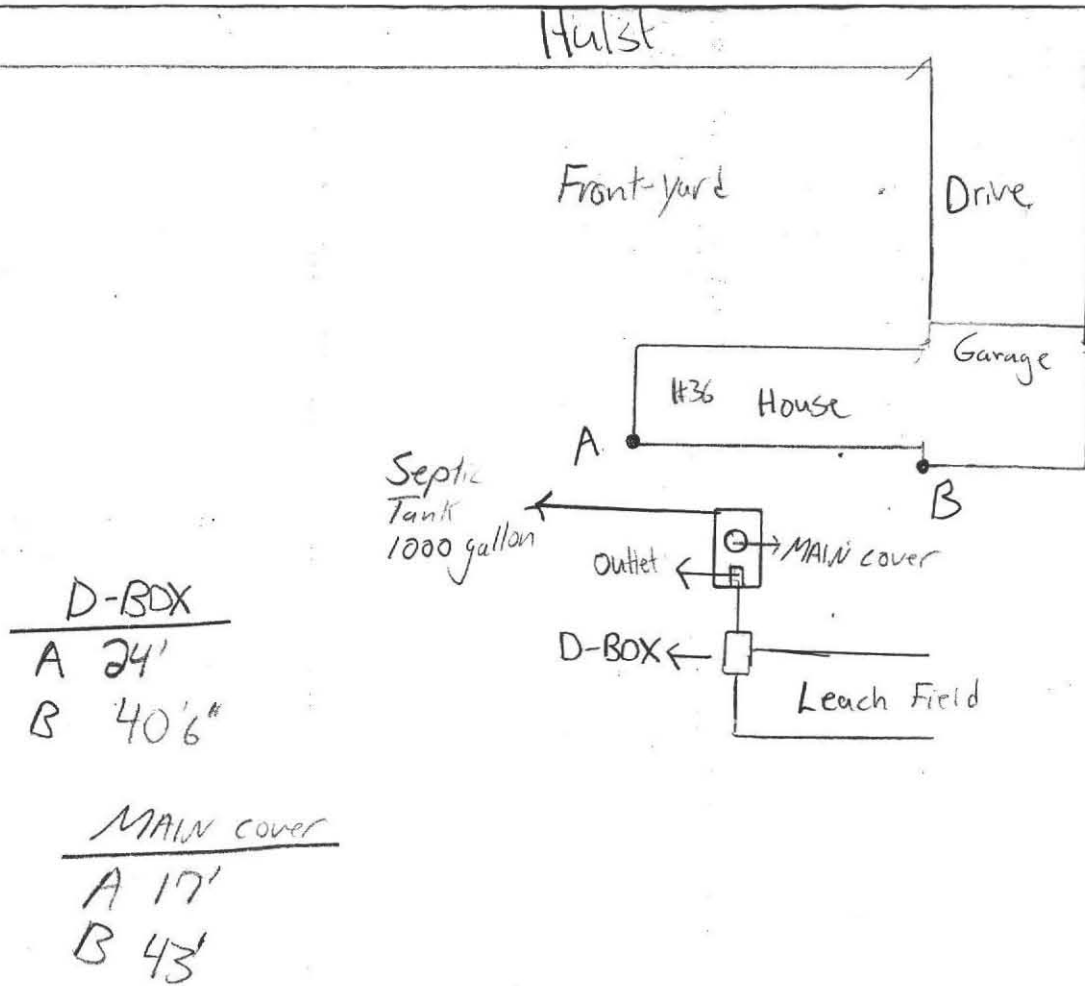 Hulst
Front-yard
Drive
Garage
#36 House
A
B
Septic
Tank
1000 gallon
MAIN cover
Outlet
D-BOX
Leach Field
D-BOX
A 24'
B 40'6"
MAIN cover
A 17'
B 43'